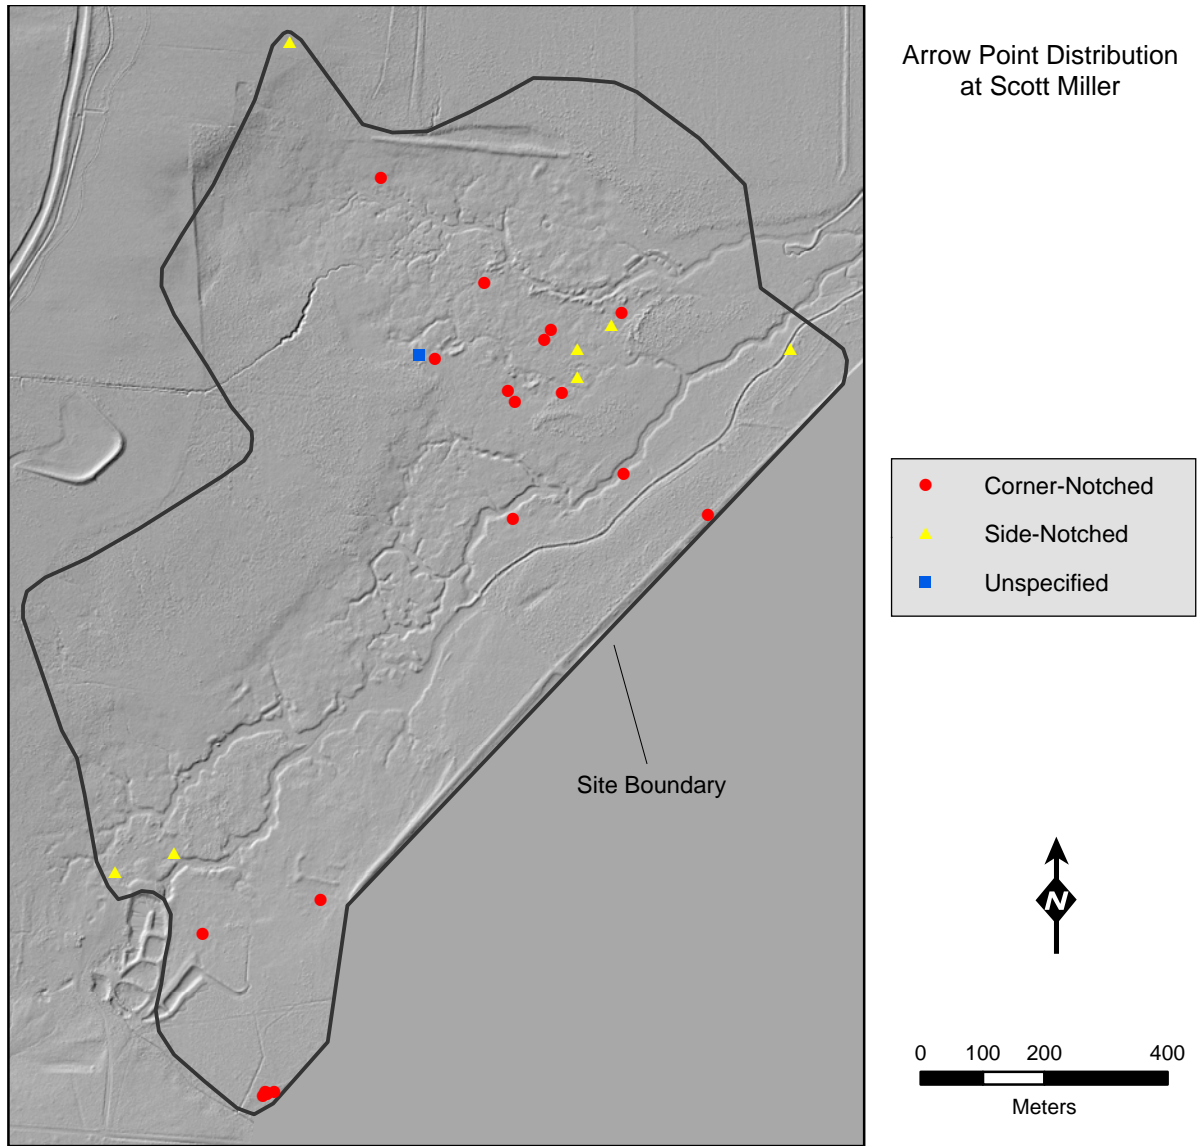 Arrow Point Distribution
at Scott Miller
Corner-Notched
Side-Notched
Unspecified
Site Boundary
N
0 100 200 400
Meters